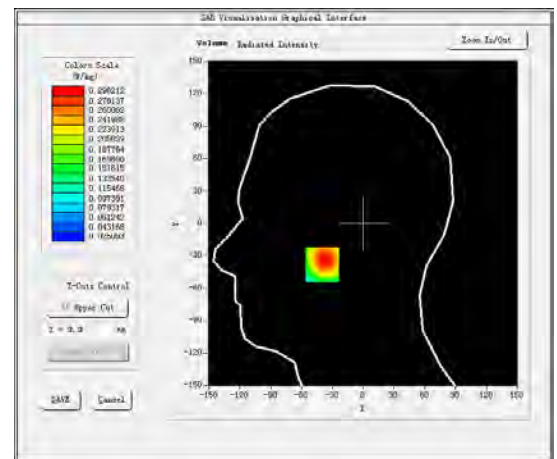 SAR Visualisation Graphical Interface
Volume Radiated Intensity
Zoom In/Out
Colors Scale
(W/kg)
0.296212
0.278137
0.260062
0.241988
0.223913
0.205839
0.187764
0.169690
0.151615
0.133540
0.115466
0.097391
0.079317
0.061242
0.043168
0.025093
150
120
90
60
30
0
-30
-60
-90
-120
-150
Y
-150 -120 -90 -60 -30 0 30 60 90 120 150
X
Z-Cuts Control
Upper Cut
SAVE
Cancel